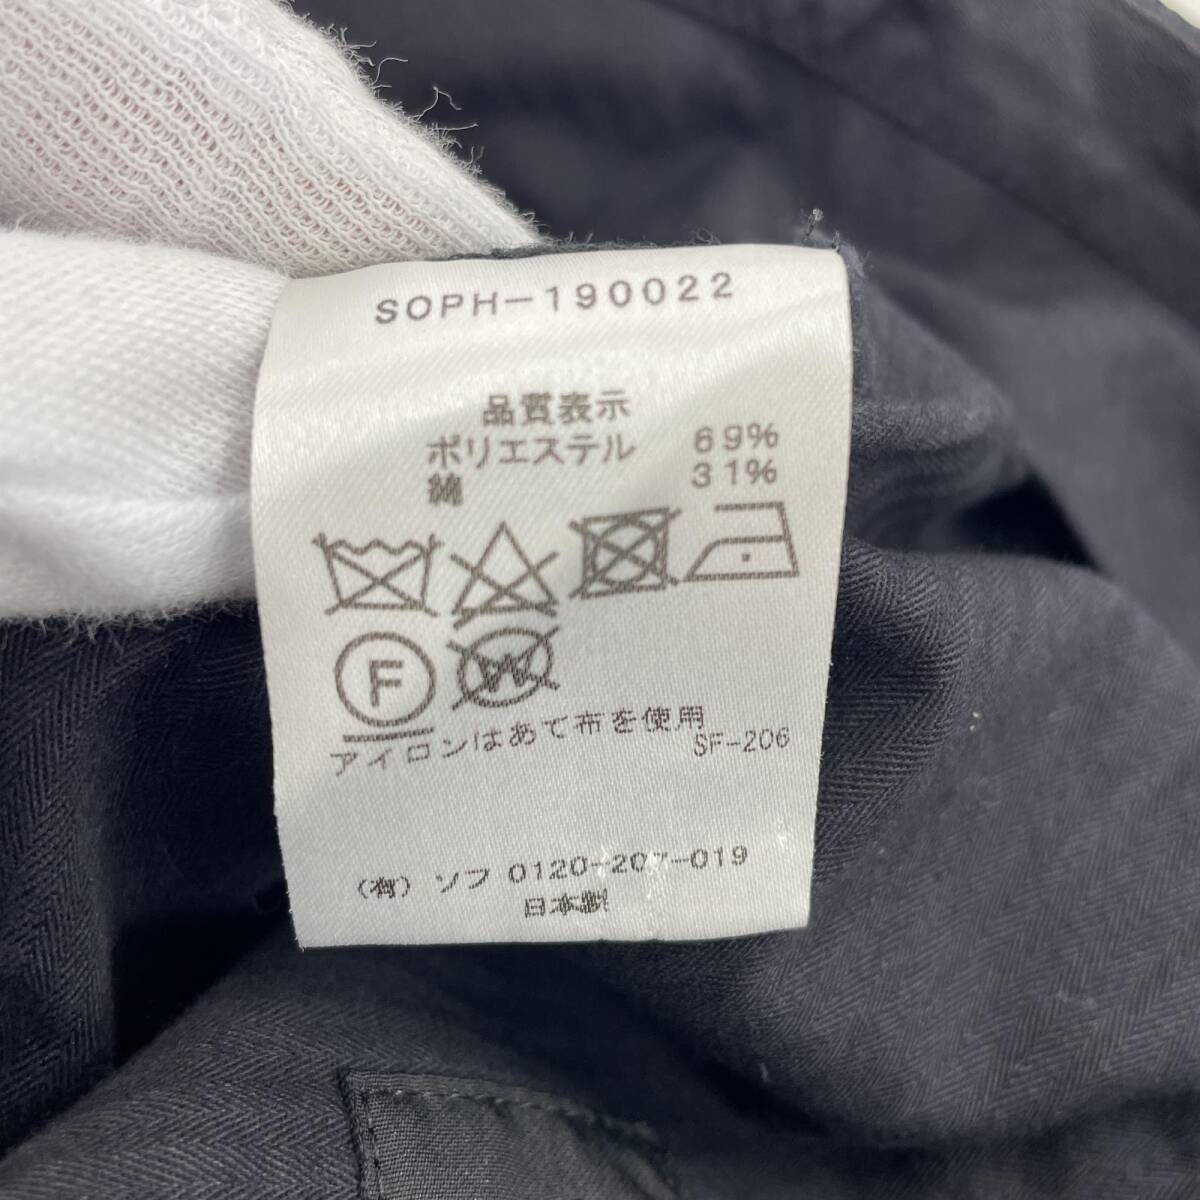 SOPH-190022
品質表示
ポリエステル 69%
綿 31%
F W
アイロンはあて布を使用
SF-206
(有) ソフ 0120-207-019
日本製